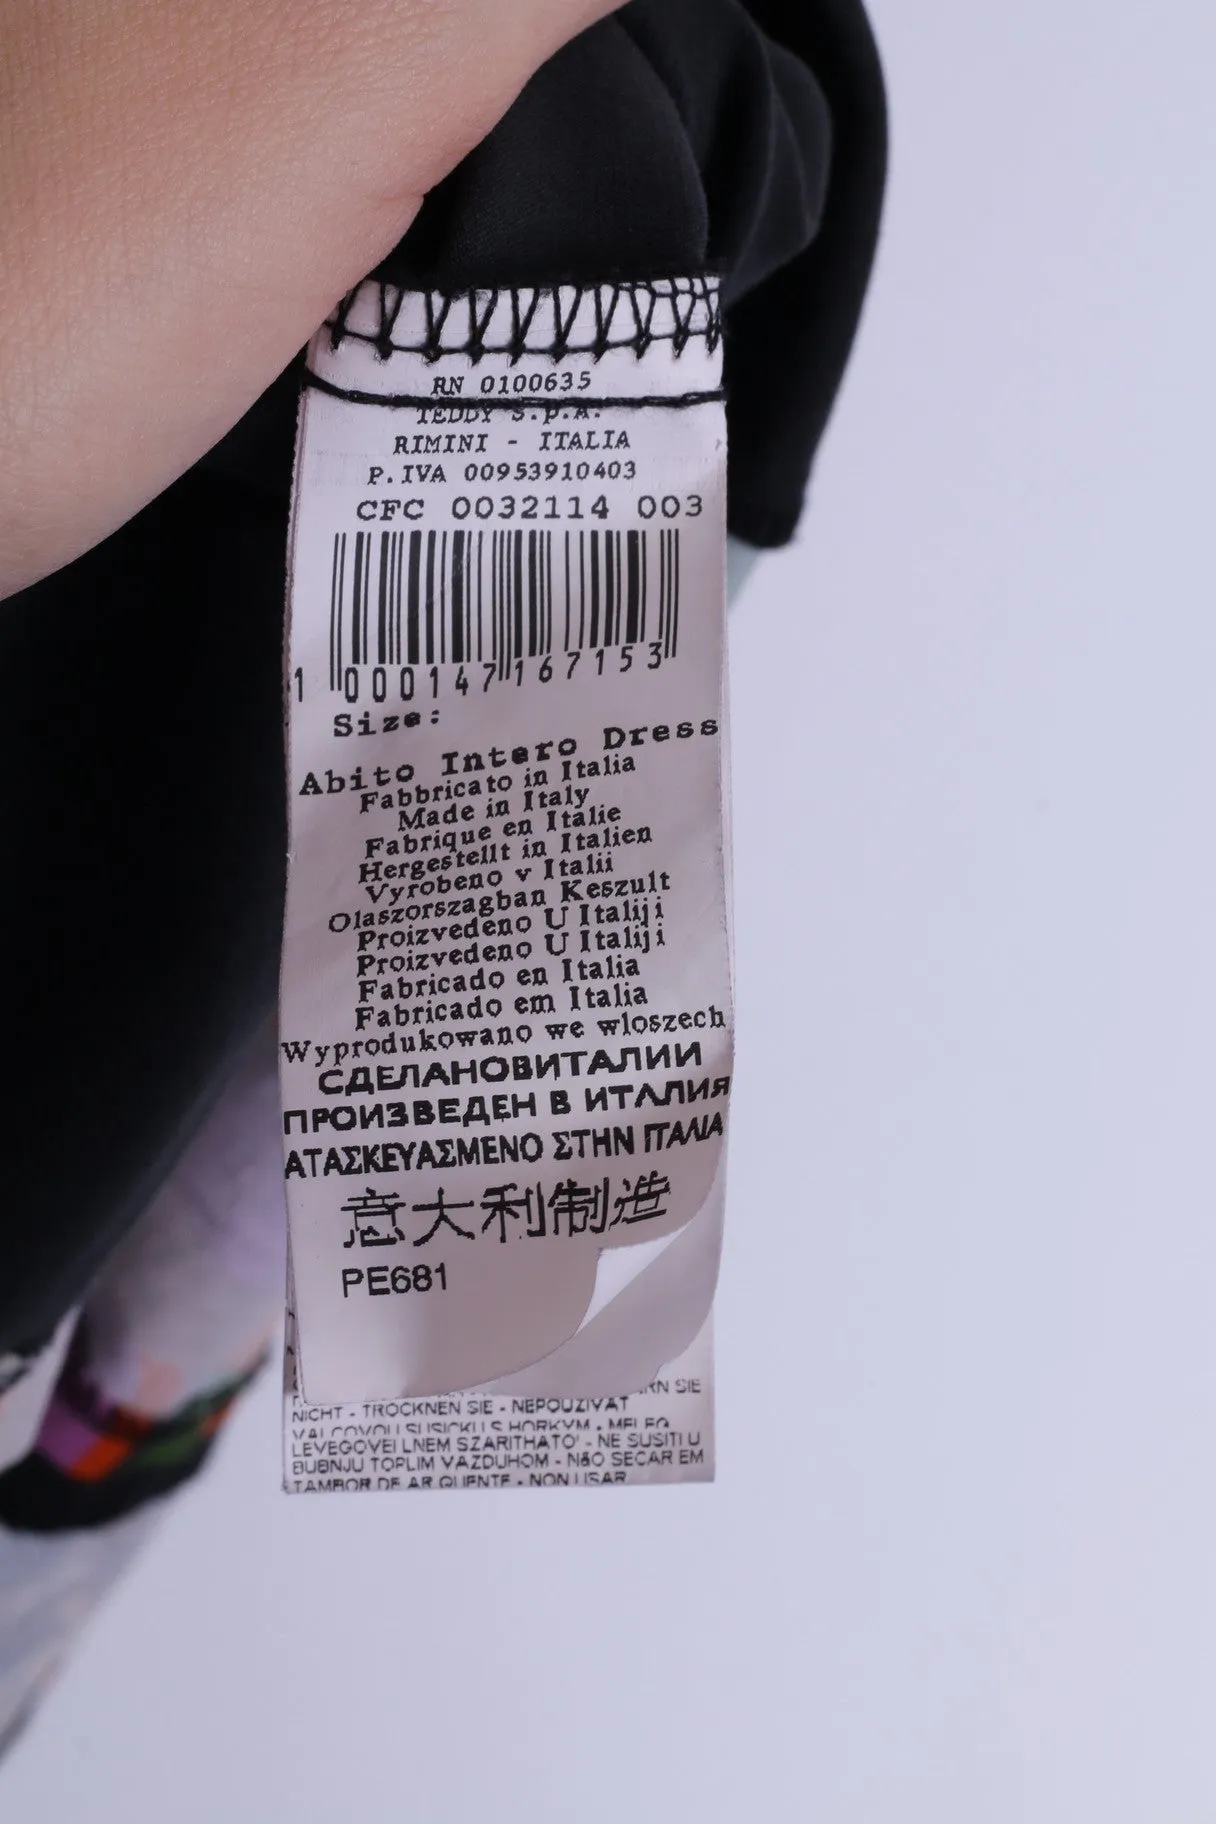 RN 0100635
TEDDY S.p.A.
RIMINI - ITALIA
P.IVA 00953910403
CFC 0032114 003
1 000147 167153
Size:
Abito Intero Dress
Fabbricato in Italia
Made in Italy
Fabrique en Italie
Hergestellt in Italien
Vyrobeno v Italii
Olaszorszagban Keszult
Proizvedeno U Italiji
Proizvedeno U Italiji
Fabricado en Italia
Fabricado em Italia
Wyprodukowano we wloszech
СДЕЛАНОВИТАЛИИ
ПРОИЗВЕДЕН В ИТАЛИЯ
ΑΤΑΣΚΕΥΑΣΜΕΝΟ ΣΤΗΝ ΙΤΑΛΙΑ
意大利制造
PE681
RN SIE
NICHT - TROCKNEN SIE - NEPOUZIVAT
HORKYM - MELEG
LEVEGOVEL NEM SZARITHATO' - NE SUSITI U
BUBNJU TOPLIM VAZDUHOM - NÃO SECAR EM
TAMBOR DE AR QUENTE - NON USAR